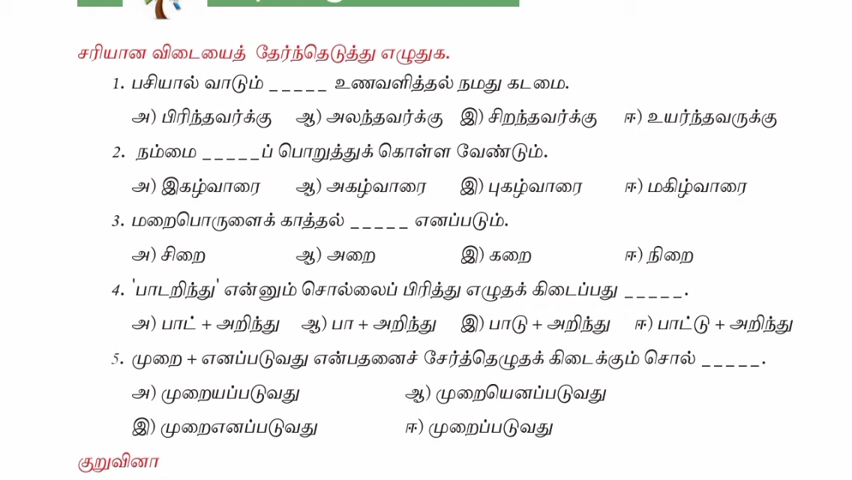 சரியான விடையைத் தேர்ந்தெடுத்து எழுதுக.
1. பசியால் வாடும் _____ உணவளித்தல் நமது கடமை.
அ) பிரிந்தவர்க்கு ஆ) அலந்தவர்க்கு இ) சிறந்தவர்க்கு ஈ) உயர்ந்தவருக்கு
2. நம்மை _____ப் பொறுத்துக் கொள்ள வேண்டும்.
அ) இகழ்வாரை ஆ) அகழ்வாரை இ) புகழ்வாரை ஈ) மகிழ்வாரை
3. மறைபொருளைக் காத்தல் _____ எனப்படும்.
அ) சிறை ஆ) அறை இ) கறை ஈ) நிறை
4. 'பாடறிந்து' என்னும் சொல்லைப் பிரித்து எழுதக் கிடைப்பது _____.
அ) பாட் + அறிந்து ஆ) பா + அறிந்து இ) பாடு + அறிந்து ஈ) பாட்டு + அறிந்து
5. முறை + எனப்படுவது என்பதனைச் சேர்த்தெழுதக் கிடைக்கும் சொல் _____.
அ) முறையப்படுவது ஆ) முறையெனப்படுவது
இ) முறைஎனப்படுவது ஈ) முறைப்படுவது
குறுவினா